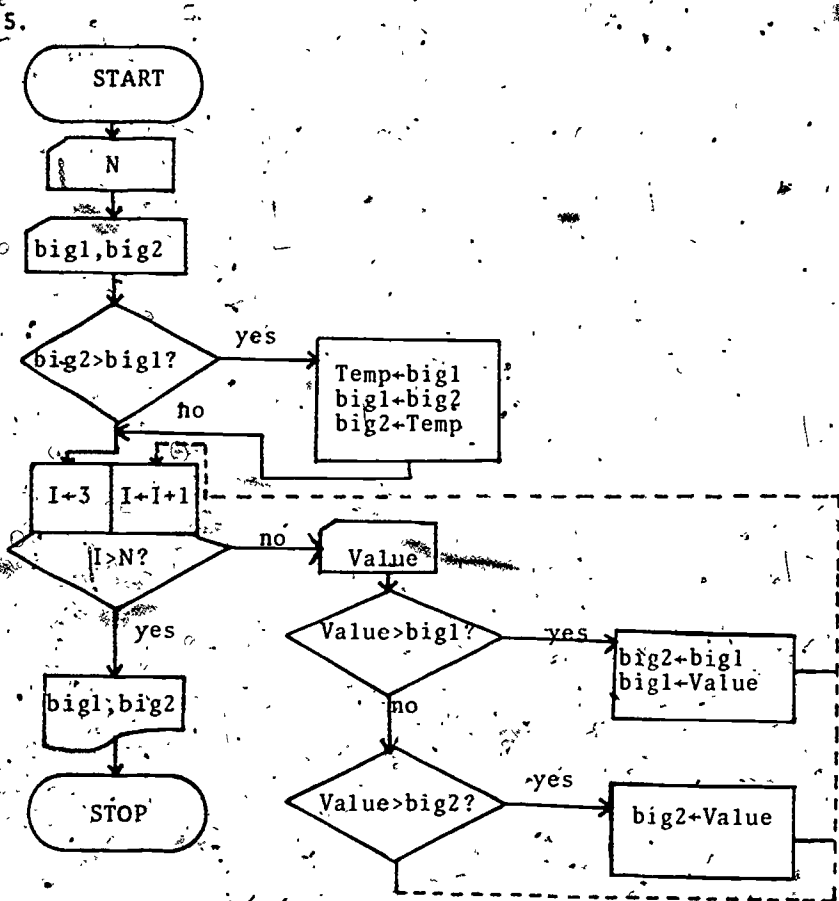 5.
START
N
big1,big2
big2>big1?
yes
Temp←big1
big1←big2
big2←Temp
no
I←3
I←I+1
I>N?
no
Value
yes
Value>big1?
yes
big2←big1
big1←Value
no
big1,big2
Value>big2?
yes
big2←Value
STOP